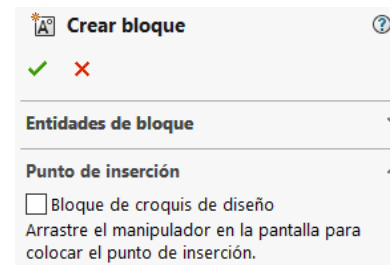 Crear bloque
Entidades de bloque
Punto de inserción
Bloque de croquis de diseño
Arrastre el manipulador en la pantalla para
colocar el punto de inserción.